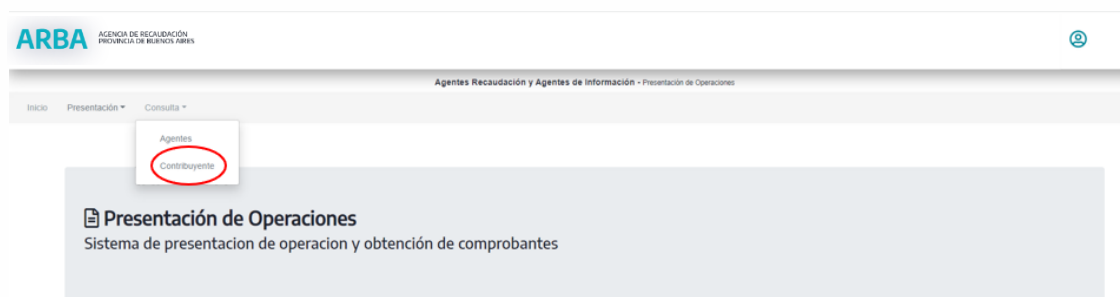 ARBA
AGENCIA DE RECAUDACIÓN
PROVINCIA DE BUENOS AIRES
Agentes Recaudación y Agentes de Información - Presentación de Operaciones
Inicio Presentación Consulta
Agentes
Contribuyente
Presentación de Operaciones
Sistema de presentacion de operacion y obtención de comprobantes